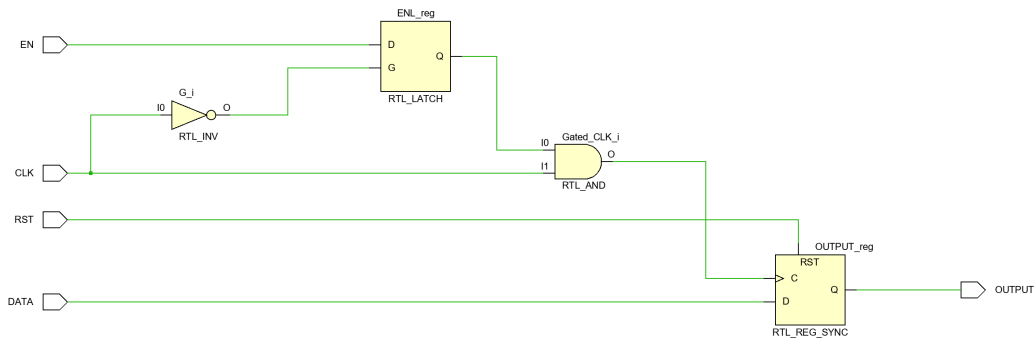 ENL_reg
EN
D
Q
G
G_i
RTL_LATCH
I0
O
RTL_INV
Gated_CLK_i
I0
O
CLK
I1
RTL_AND
RST
OUTPUT_reg
RST
C
Q
OUTPUT
DATA
D
RTL_REG_SYNC